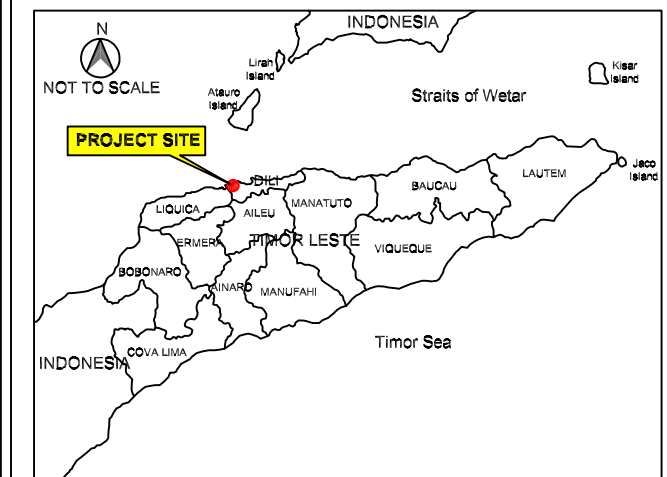 INDONESIA
N
NOT TO SCALE
Lirah
Island
Kisar
Island
Atauro
Island
Straits of Wetar
PROJECT SITE
Jaco
Island
DILI
LAUTEM
BAUCAU
LIQUICA
AILEU
MANATUTO
ERMERA
TIMOR LESTE
VIQUEQUE
BOBONARO
AINARO
MANUFAHI
Timor Sea
COVA LIMA
INDONESIA